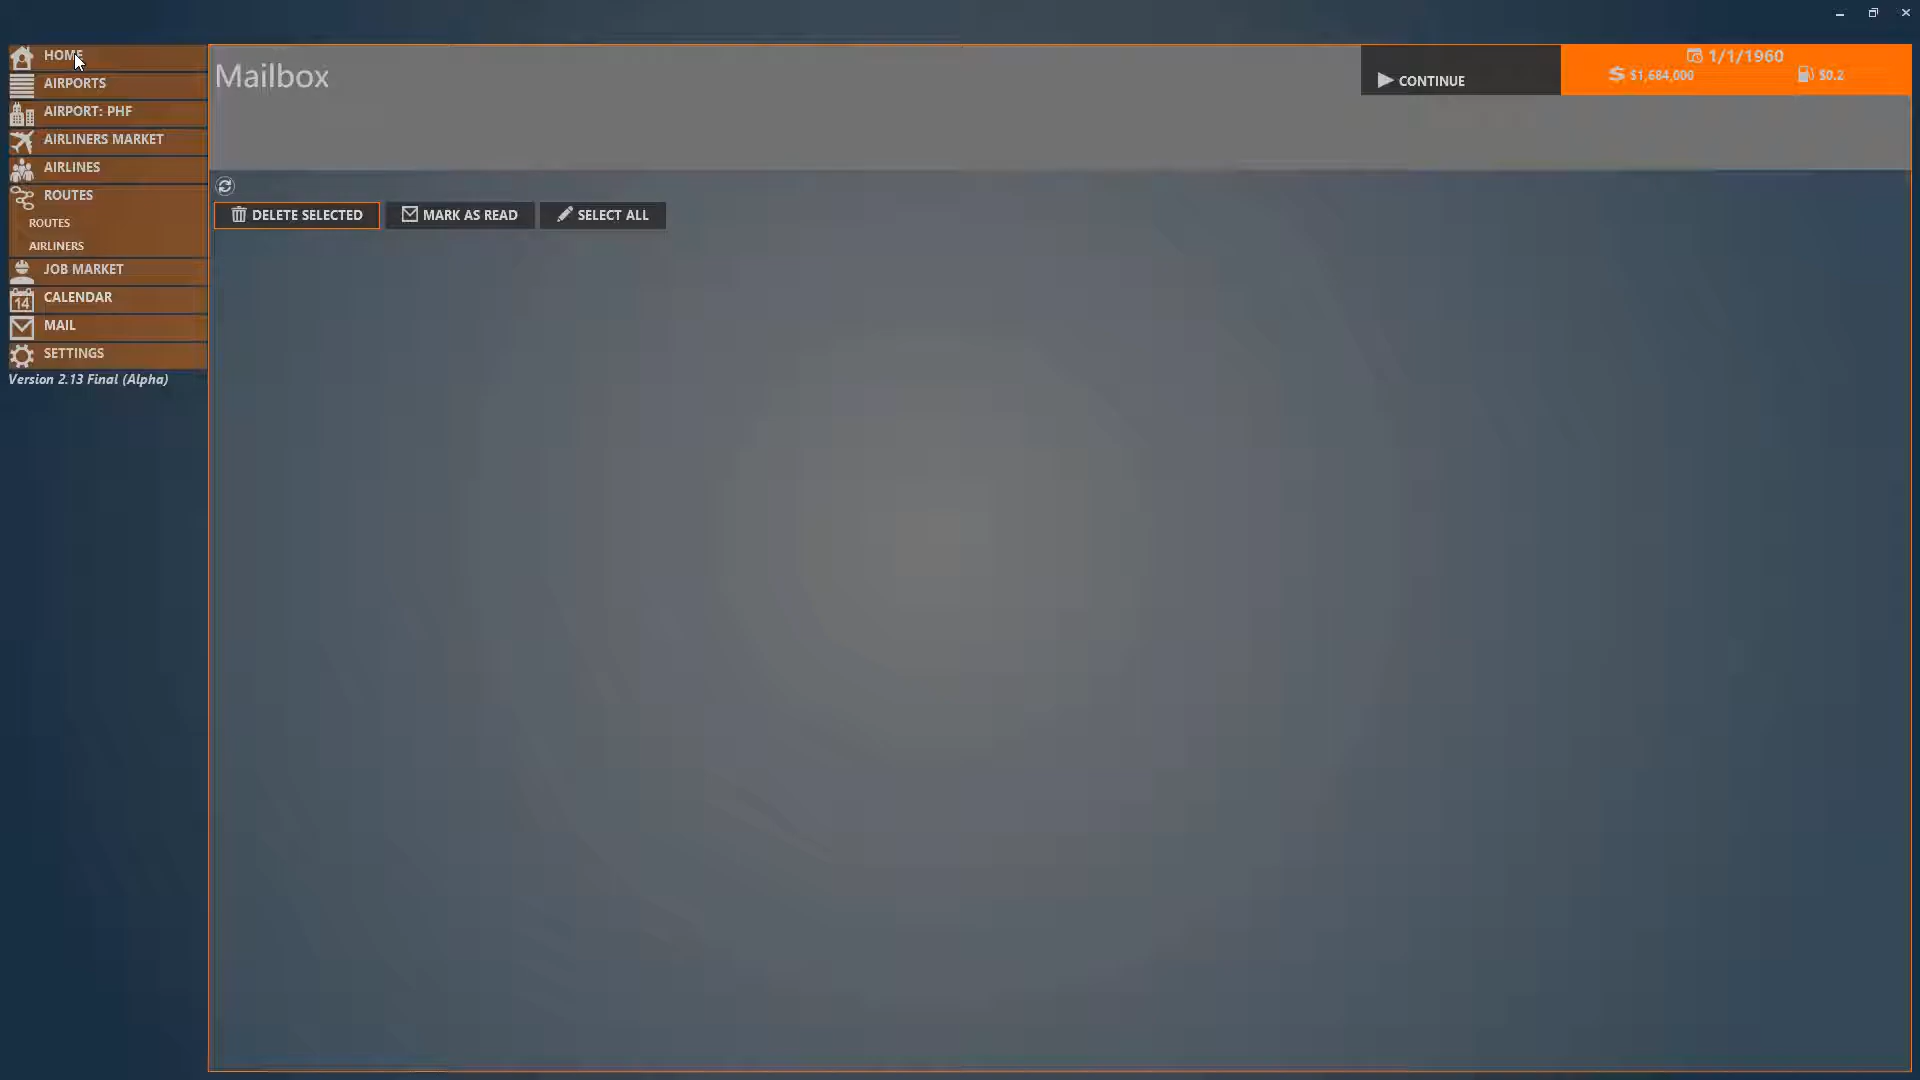 HOME
AIRPORTS
AIRPORT: PHF
AIRLINERS MARKET
AIRLINES
ROUTES
ROUTES
AIRLINERS
JOB MARKET
14
CALENDAR
MAIL
SETTINGS
Version 2.13 Final (Alpha)
Mailbox
CONTINUE
1/1/1960
$ $1,684,000
$0.2
DELETE SELECTED
MARK AS READ
SELECT ALL